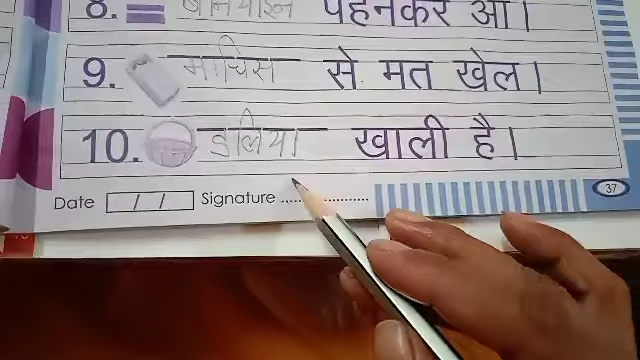 8. बनियाइन पहनकर आ।
9. माचिस से मत खेल।
10. डलिया खाली है।
Date / / Signature ....................
37